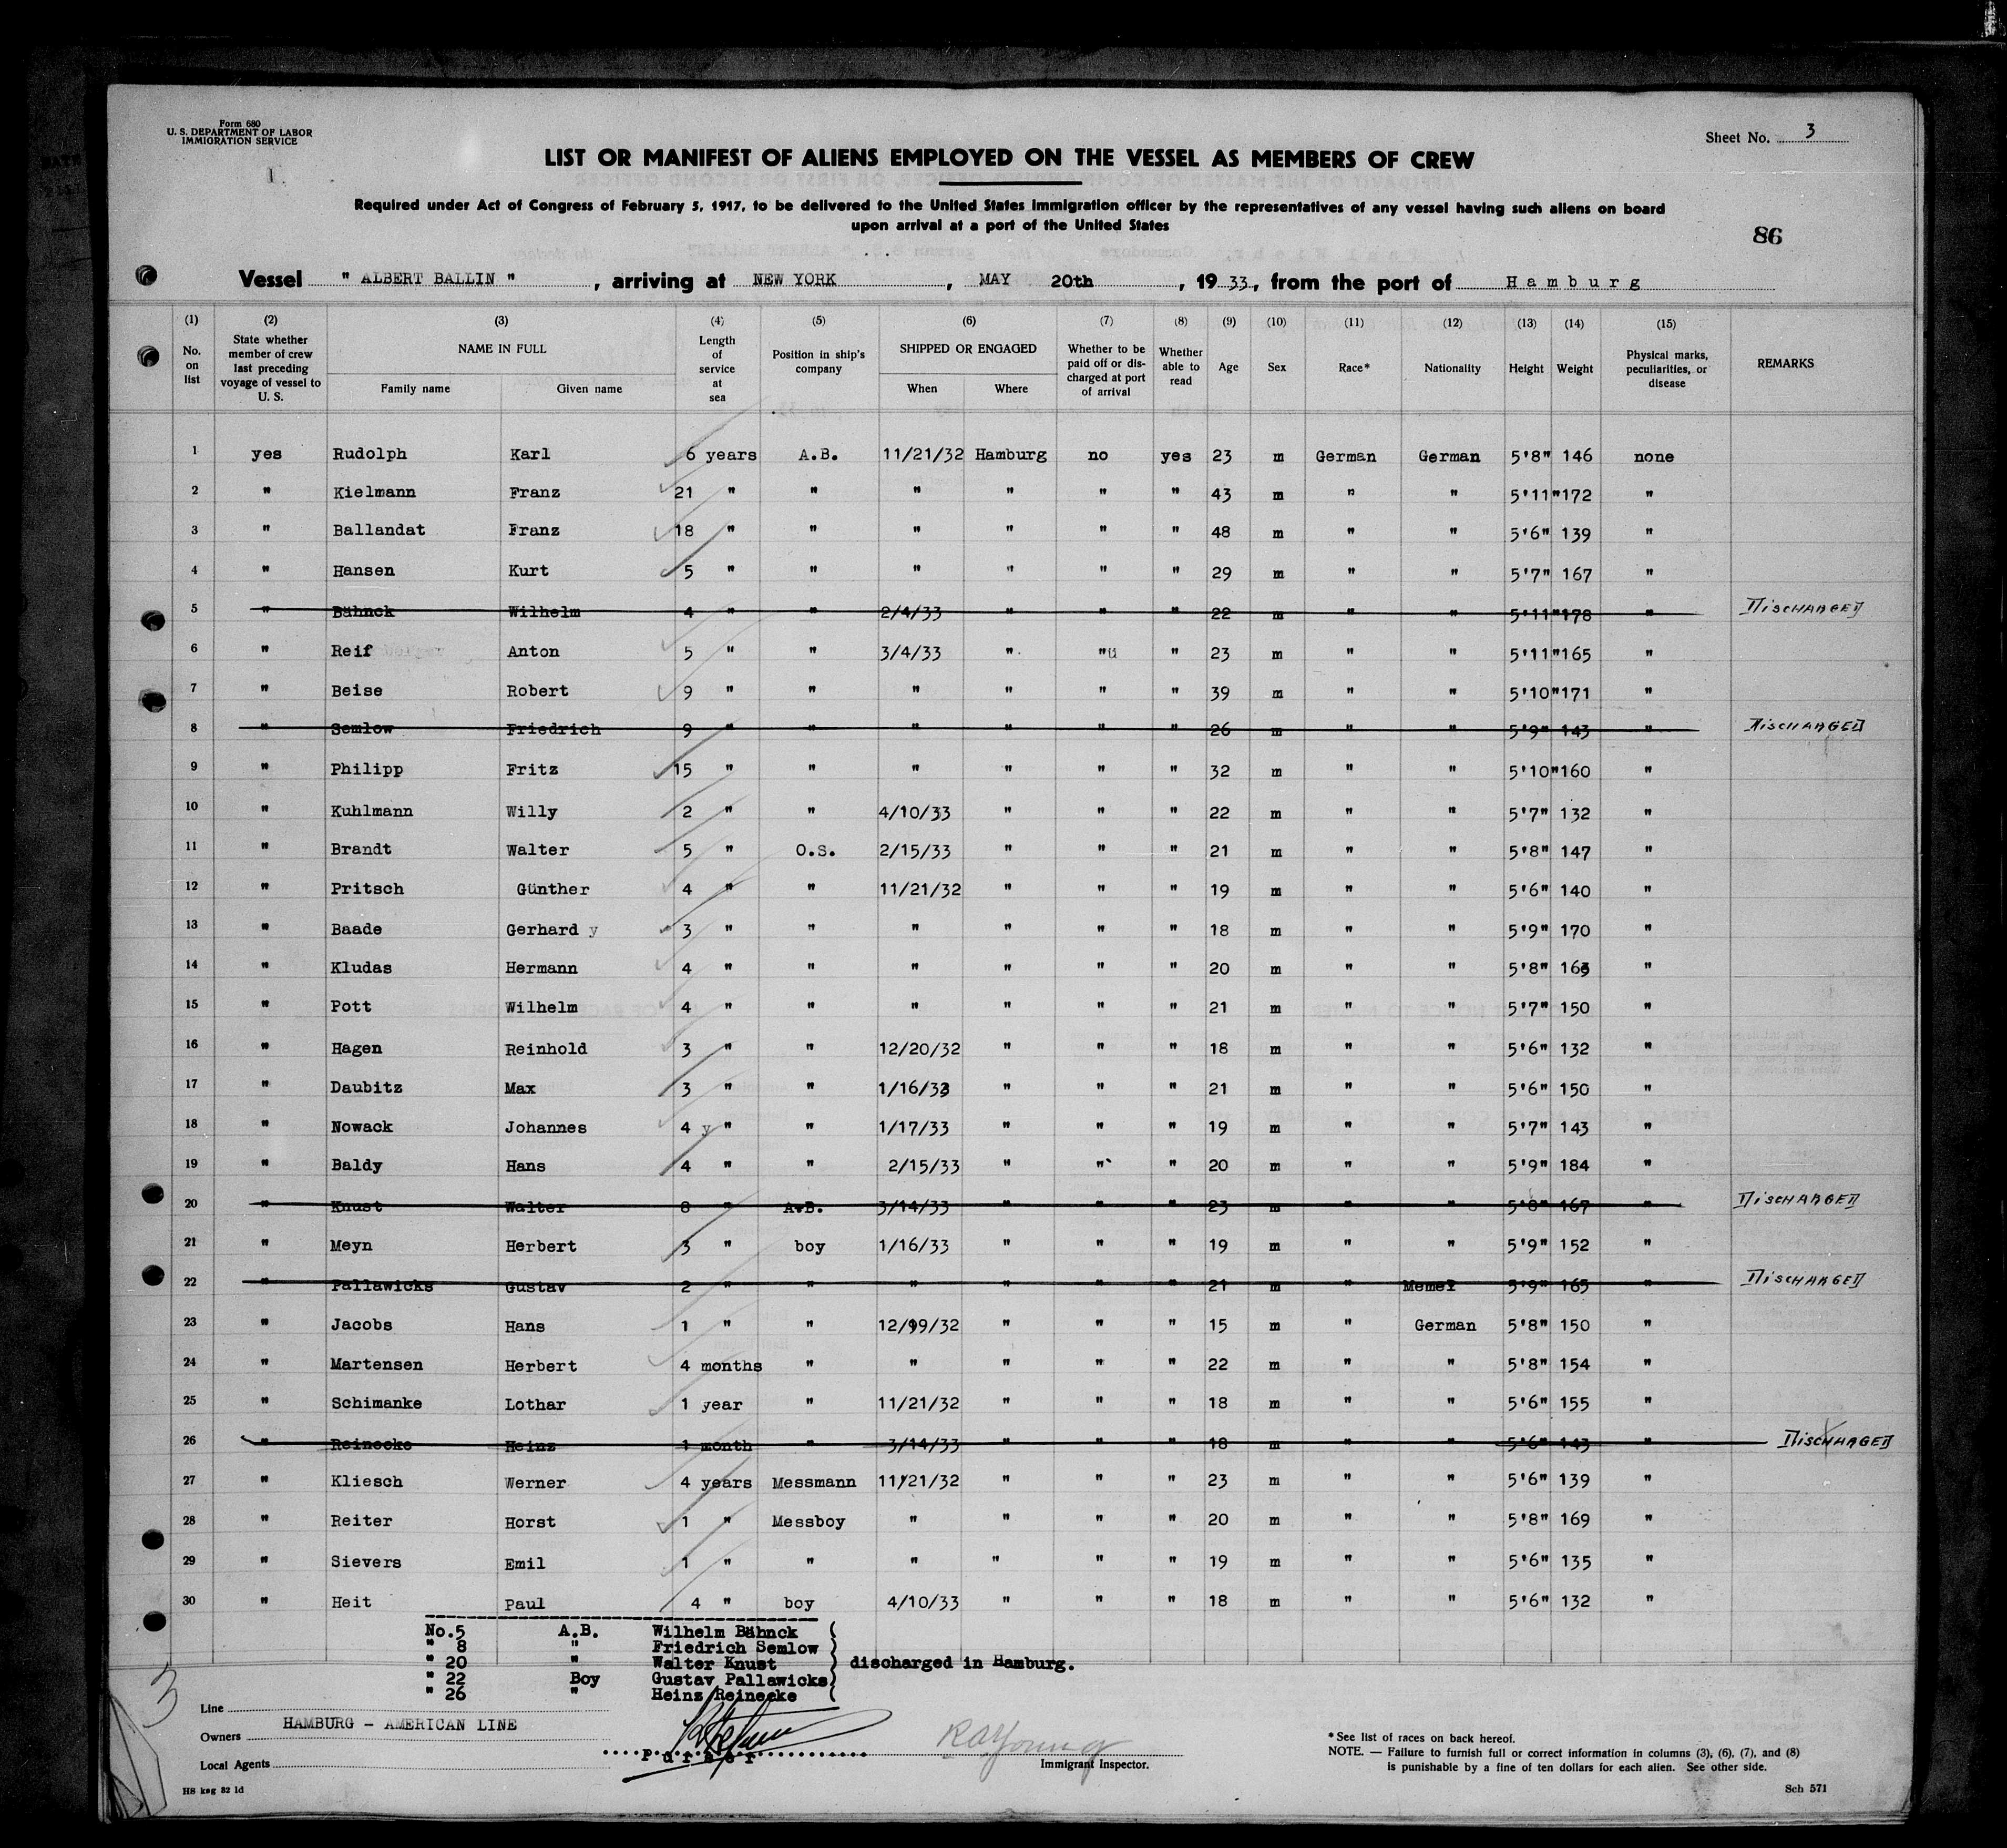 Form 680
U. S. DEPARTMENT OF LABOR
IMMIGRATION SERVICE
Sheet No. 3
LIST OR MANIFEST OF ALIENS EMPLOYED ON THE VESSEL AS MEMBERS OF CREW
Required under Act of Congress of February 5, 1917, to be delivered to the United States immigration officer by the representatives of any vessel having such aliens on board
upon arrival at a port of the United States
86
Vessel " ALBERT BALLIN " , arriving at NEW YORK , MAY 20th , 19 33, from the port of Hamburg
(1) (2) (3) (4) (5) (6) (7) (8) (9) (10) (11) (12) (13) (14) (15)
No. on list | State whether member of crew last preceding voyage of vessel to U. S. | NAME IN FULL Family name Given name | Length of service at sea | Position in ship's company | SHIPPED OR ENGAGED When Where | Whether to be paid off or discharged at port of arrival | Whether able to read | Age | Sex | Race* | Nationality | Height | Weight | Physical marks, peculiarities, or disease | REMARKS
1 yes Rudolph Karl 6 years A.B. 11/21/32 Hamburg no yes 23 m German German 5'8" 146 none
2 " Kielmann Franz 21 " " " " " " 43 m " " 5'11" 172 "
3 " Ballandat Franz 18 " " " " " " 48 m " " 5'6" 139 "
4 " Hansen Kurt 5 " " " " " " 29 m " " 5'7" 167 "
5 " Bähnck Wilhelm 4 " " 2/4/33 " " " 22 m " " 5'11" 178 " DISCHARGED
6 " Reif Anton 5 " " 3/4/33 " " " 23 m " " 5'11" 165 "
7 " Beise Robert 9 " " " " " " 39 m " " 5'10" 171 "
8 " Semlow Friedrich 9 " " " " " " 26 m " " 5'9" 143 " DISCHARGED
9 " Philipp Fritz 15 " " " " " " 32 m " " 5'10" 160 "
10 " Kuhlmann Willy 2 " " 4/10/33 " " " 22 m " " 5'7" 132 "
11 " Brandt Walter 5 " O.S. 2/15/33 " " " 21 m " " 5'8" 147 "
12 " Pritsch Günther 4 " " 11/21/32 " " " 19 m " " 5'6" 140 "
13 " Baade Gerhard y 3 " " " " " " 18 m " " 5'9" 170 "
14 " Kludas Hermann 4 " " " " " " 20 m " " 5'8" 163 "
15 " Pott Wilhelm 4 " " " " " " 21 m " " 5'7" 150 "
16 " Hagen Reinhold 3 " " 12/20/32 " " " 18 m " " 5'6" 132 "
17 " Daubitz Max 3 " " 1/16/33 " " " 21 m " " 5'6" 150 "
18 " Nowack Johannes 4 y " " 1/17/33 " " " 19 m " " 5'7" 143 "
19 " Baldy Hans 4 " " 2/15/33 " " " 20 m " " 5'9" 184 "
20 " Knust Walter 8 " A.B. 3/14/33 " " " 23 m " " 5'8" 167 " DISCHARGED
21 " Meyn Herbert 3 " boy 1/16/33 " " " 19 m " " 5'9" 152 "
22 " Pallawicks Gustav 2 " " " " " " 21 m " Memel 5'9" 165 " DISCHARGED
23 " Jacobs Hans 1 " " 12/19/32 " " " 15 m " German 5'8" 150 "
24 " Martensen Herbert 4 months " " " " " 22 m " " 5'8" 154 "
25 " Schimanke Lothar 1 year " 11/21/32 " " " 18 m " " 5'6" 155 "
26 " Reinecke Heinz 1 month " 3/14/33 " " " 18 m " " 5'6" 143 " DISCHARGED
27 " Kliesch Werner 4 years Messmann 11/21/32 " " " 23 m " " 5'6" 139 "
28 " Reiter Horst 1 " Messboy " " " " 20 m " " 5'8" 169 "
29 " Sievers Emil 1 " " " " " " 19 m " " 5'6" 135 "
30 " Heit Paul 4 " boy 4/10/33 " " " 18 m " " 5'6" 132 "
No.5 A.B. Wilhelm Bähnck
" 8 " Friedrich Semlow
" 20 " Walter Knust discharged in Hamburg.
" 22 Boy Gustav Pallawicks
" 26 " Heinz Reinecke
3
Line
Owners HAMBURG - AMERICAN LINE
Local Agents
Purser
RAYoung
Immigrant Inspector.
* See list of races on back hereof.
NOTE. — Failure to furnish full or correct information in columns (3), (6), (7), and (8)
is punishable by a fine of ten dollars for each alien. See other side.
HS kag 82 1d
Sch 571